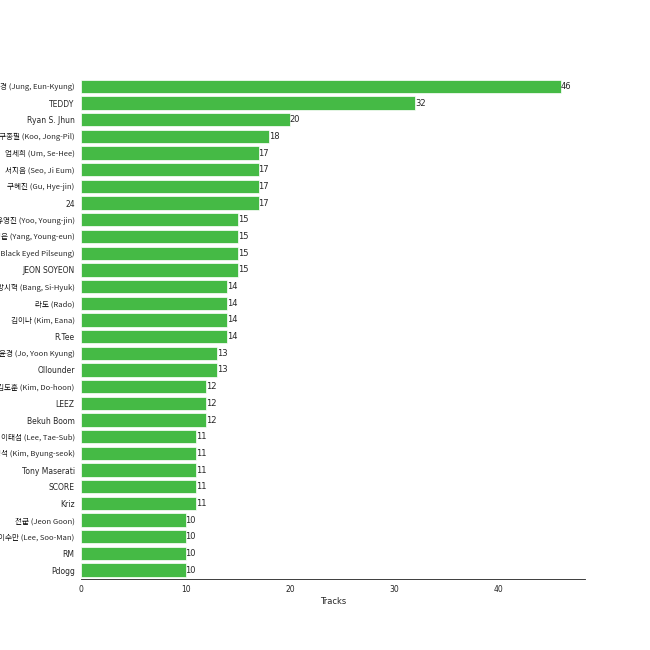 경 (Jung, Eun-Kyung) 46
TEDDY 32
Ryan S. Jhun 20
구종필 (Koo, Jong-Pil) 18
엄세희 (Um, Se-Hee) 17
서지음 (Seo, Ji Eum) 17
구혜진 (Gu, Hye-jin) 17
24 17
유영진 (Yoo, Young-jin) 15
은 (Yang, Young-eun) 15
Black Eyed Pilseung) 15
JEON SOYEON 15
방시혁 (Bang, Si-Hyuk) 14
라도 (Rado) 14
김이나 (Kim, Eana) 14
R.Tee 14
윤경 (Jo, Yoon Kyung) 13
Ollounder 13
김도훈 (Kim, Do-hoon) 12
LEEZ 12
Bekuh Boom 12
이태섭 (Lee, Tae-Sub) 11
석 (Kim, Byung-seok) 11
Tony Maserati 11
SCORE 11
Kriz 11
전군 (Jeon Goon) 10
이수만 (Lee, Soo-Man) 10
RM 10
Pdogg 10
0 10 20 30 40
Tracks